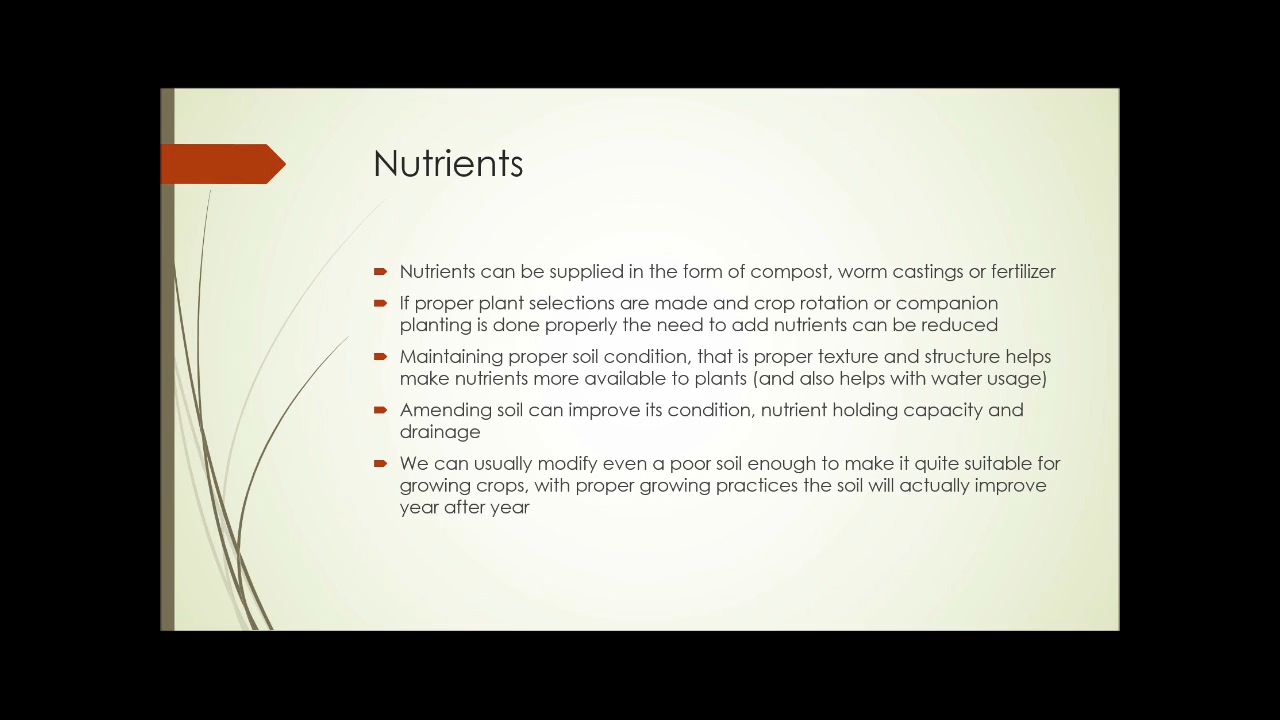 Nutrients
Nutrients can be supplied in the form of compost, worm castings or fertilizer
If proper plant selections are made and crop rotation or companion
planting is done properly the need to add nutrients can be reduced
Maintaining proper soil condition, that is proper texture and structure helps
make nutrients more available to plants (and also helps with water usage)
Amending soil can improve its condition, nutrient holding capacity and
drainage
We can usually modify even a poor soil enough to make it quite suitable for
growing crops, with proper growing practices the soil will actually improve
year after year